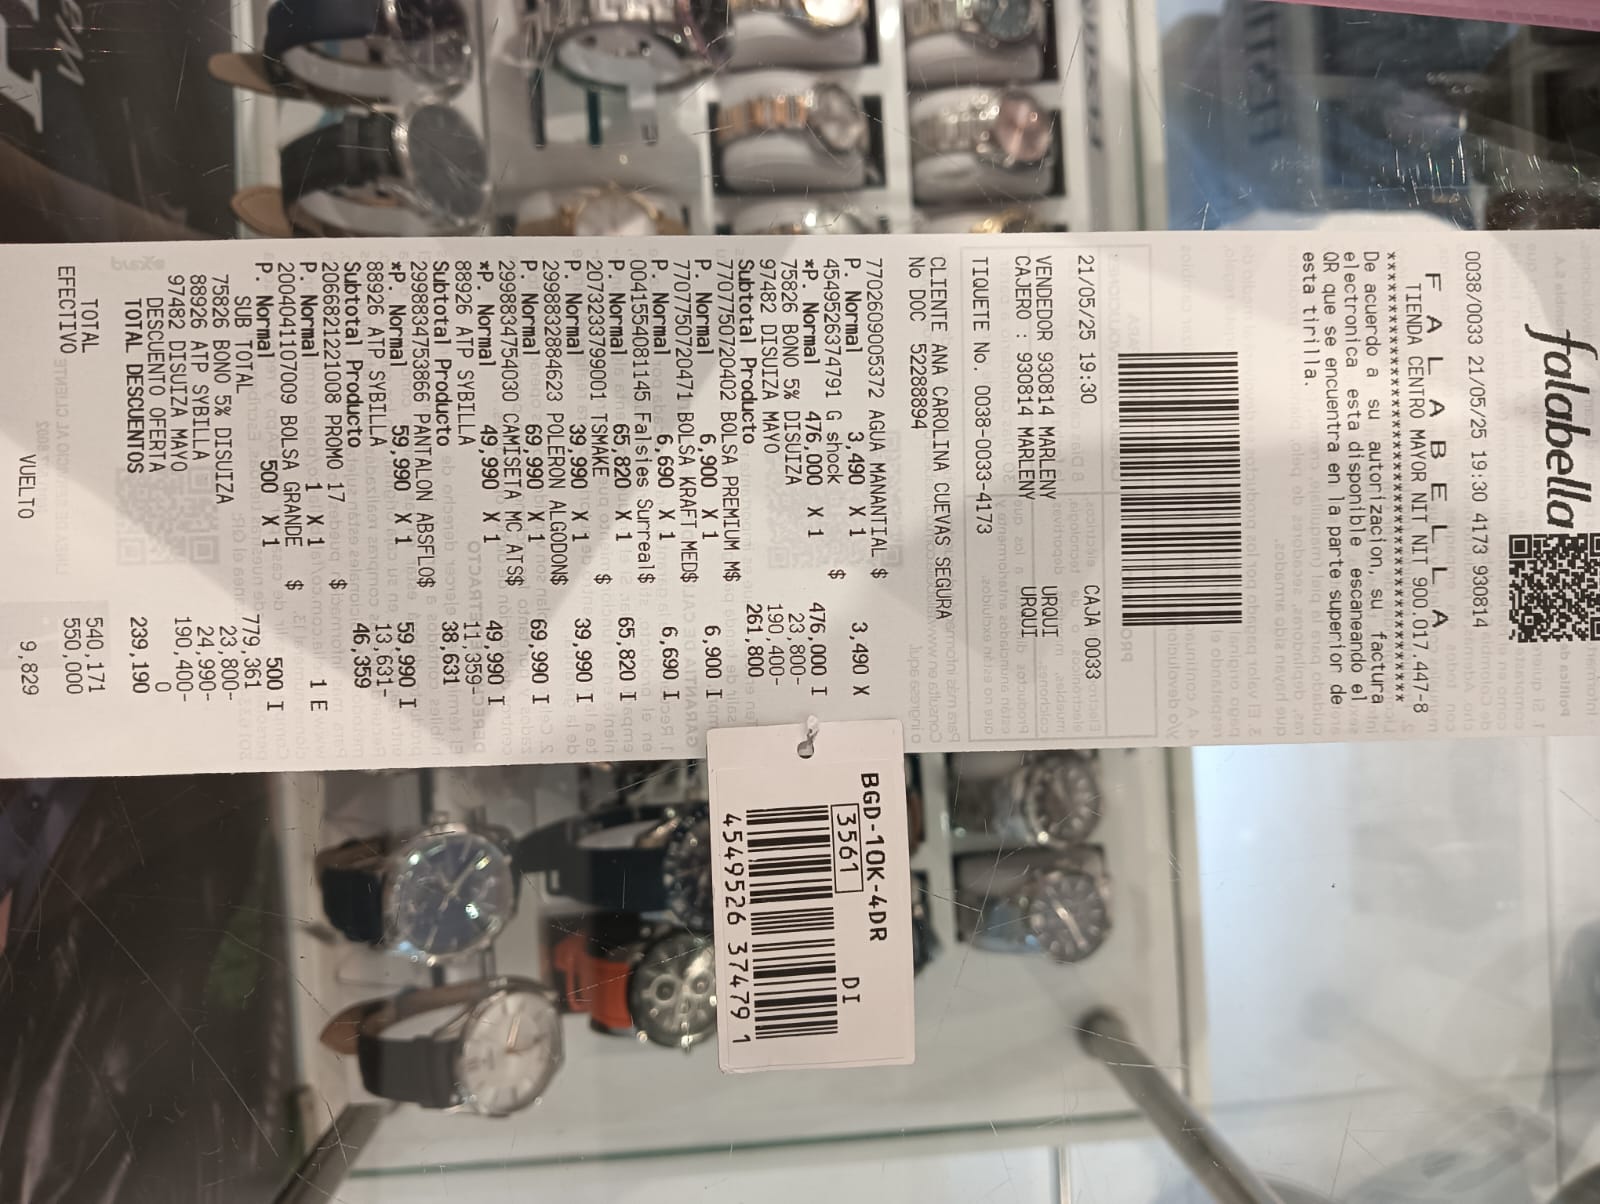 falabella
0038/0033 21/05/25 19:30 4173 930814
F A L A B E L L A
TIENDA CENTRO MAYOR NIT NIT 900.017.447-8
****************************************
De acuerdo a su autorizacion, su factura
electronica esta disponible escaneando el
QR que se encuentra en la parte superior de
esta tirilla.
21/05/25 19:30 CAJA 0033
VENDEDOR 930814 MARLENY URQUI
CAJERO : 930814 MARLENY URQUI
TIQUETE No. 0038-0033-4173
CLIENTE ANA CAROLINA CUEVAS SEGURA
No DOC 52288894
7702609005372 AGUA MANANTIAL $
P. Normal 3,490 X 1 3,490 X
4549526374791 G shock $
*P. Normal 476,000 X 1 476,000 I
75826 BONO 5% DISUIZA 23,800-
97482 DISUIZA MAYO 190,400-
Subtotal Producto 261,800
7707750720402 BOLSA PREMIUM M$
P. Normal 6,900 X 1 6,900 I
7707750720471 BOLSA KRAFT MED$
P. Normal 6,690 X 1 6,690 I
0041554081145 Falsies Surreal$
P. Normal 65,820 X 1 65,820 I
2073233799001 TSMAKE $
P. Normal 39,990 X 1 39,990 I
2999832884623 POLERON ALGODON$
P. Normal 69,990 X 1 69,990 I
2999834754030 CAMISETA MC ATS$
*P. Normal 49,990 X 1 49,990 I
88926 ATP SYBILLA 11,359-
Subtotal Producto 38,631
2998834753866 PANTALON ABSFLO$
*P. Normal 59,990 X 1 59,990 I
88926 ATP SYBILLA 13,631-
Subtotal Producto 46,359
2066821221008 PROMO 17 $
P. Normal 1 X 1 1 E
2004041107009 BOLSA GRANDE $
P. Normal 500 X 1 500 I
SUB TOTAL 779,361
75826 BONO 5% DISUIZA 23,800-
88926 ATP SYBILLA 24,990-
97482 DISUIZA MAYO 190,400-
DESCUENTO OFERTA 0
TOTAL DESCUENTOS 239,190
TOTAL 540,171
EFECTIVO 550,000
VUELTO 9,829
BGD-10K-4DR
3561 DI
4549526 374791